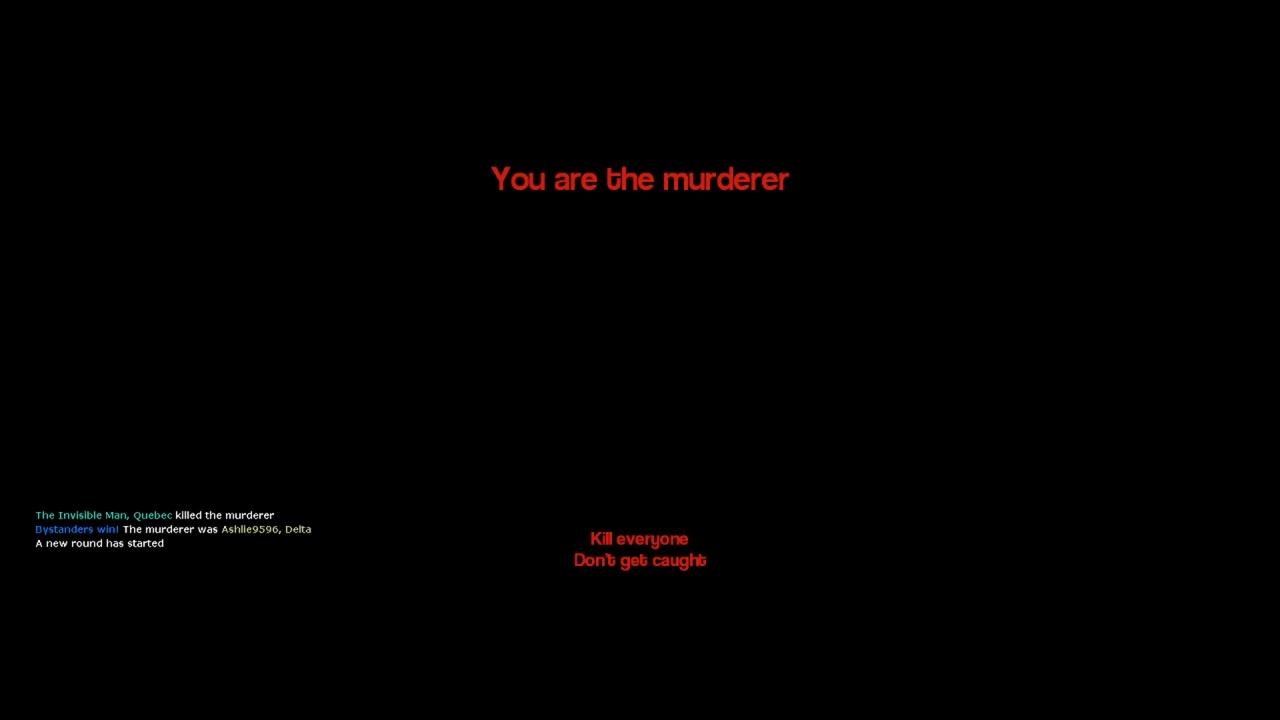 You are the murderer
The Invisible Man, Quebec killed the murderer
Bystanders win! The murderer was Ashlie9596, Delta
A new round has started
Kill everyone
Don't get caught